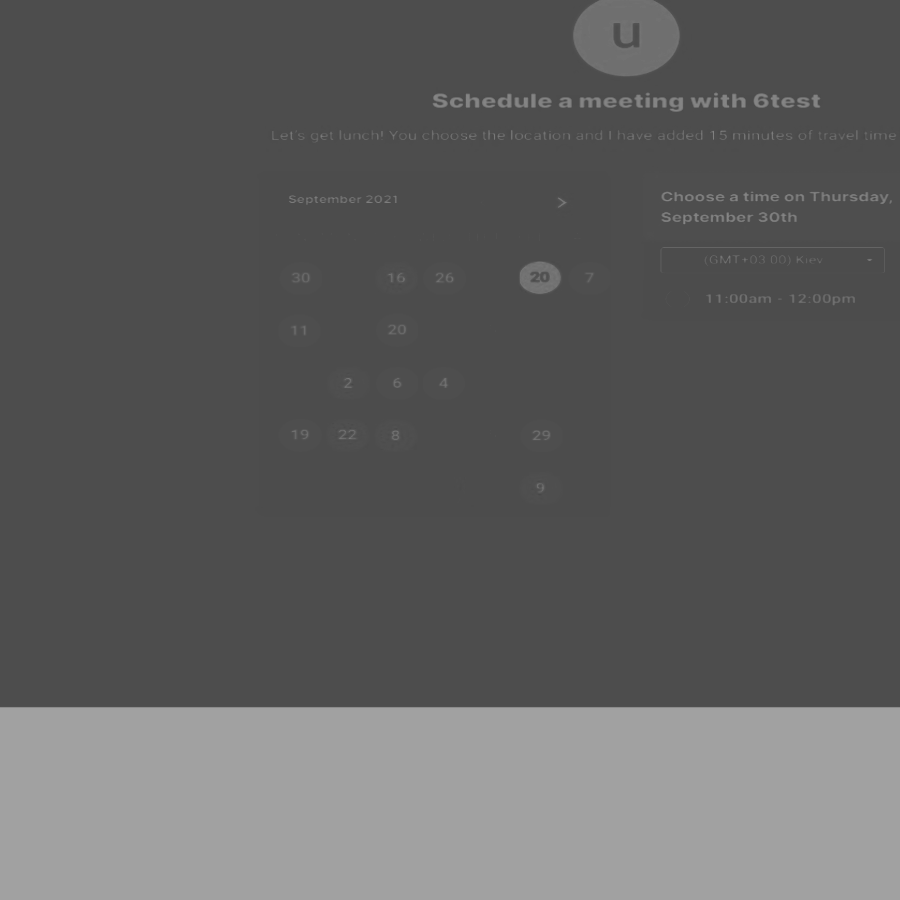 u
Schedule a meeting with 6test
Let's get lunch! You choose the location and I have added 15 minutes of travel time
September 2021 >
30 16 26 20 7
11 20
2 6 4
19 22 8 29
9
Choose a time on Thursday,
September 30th
(GMT+03:00) Kiev
11:00am - 12:00pm